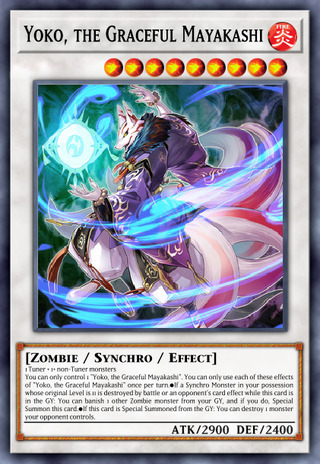 Yoko, the Graceful Mayakashi
FIRE
炎
[Zombie / Synchro / Effect]
1 Tuner + 1+ non-Tuner monsters
You can only control 1 "Yoko, the Graceful Mayakashi". You can only use each of these effects
of "Yoko, the Graceful Mayakashi" once per turn.●If a Synchro Monster in your possession
whose original Level is 11 is destroyed by battle or an opponent's card effect while this card is
in the GY: You can banish 1 other Zombie monster from your GY, and if you do, Special
Summon this card.●If this card is Special Summoned from the GY: You can destroy 1 monster
your opponent controls.
ATK/2900 DEF/2400